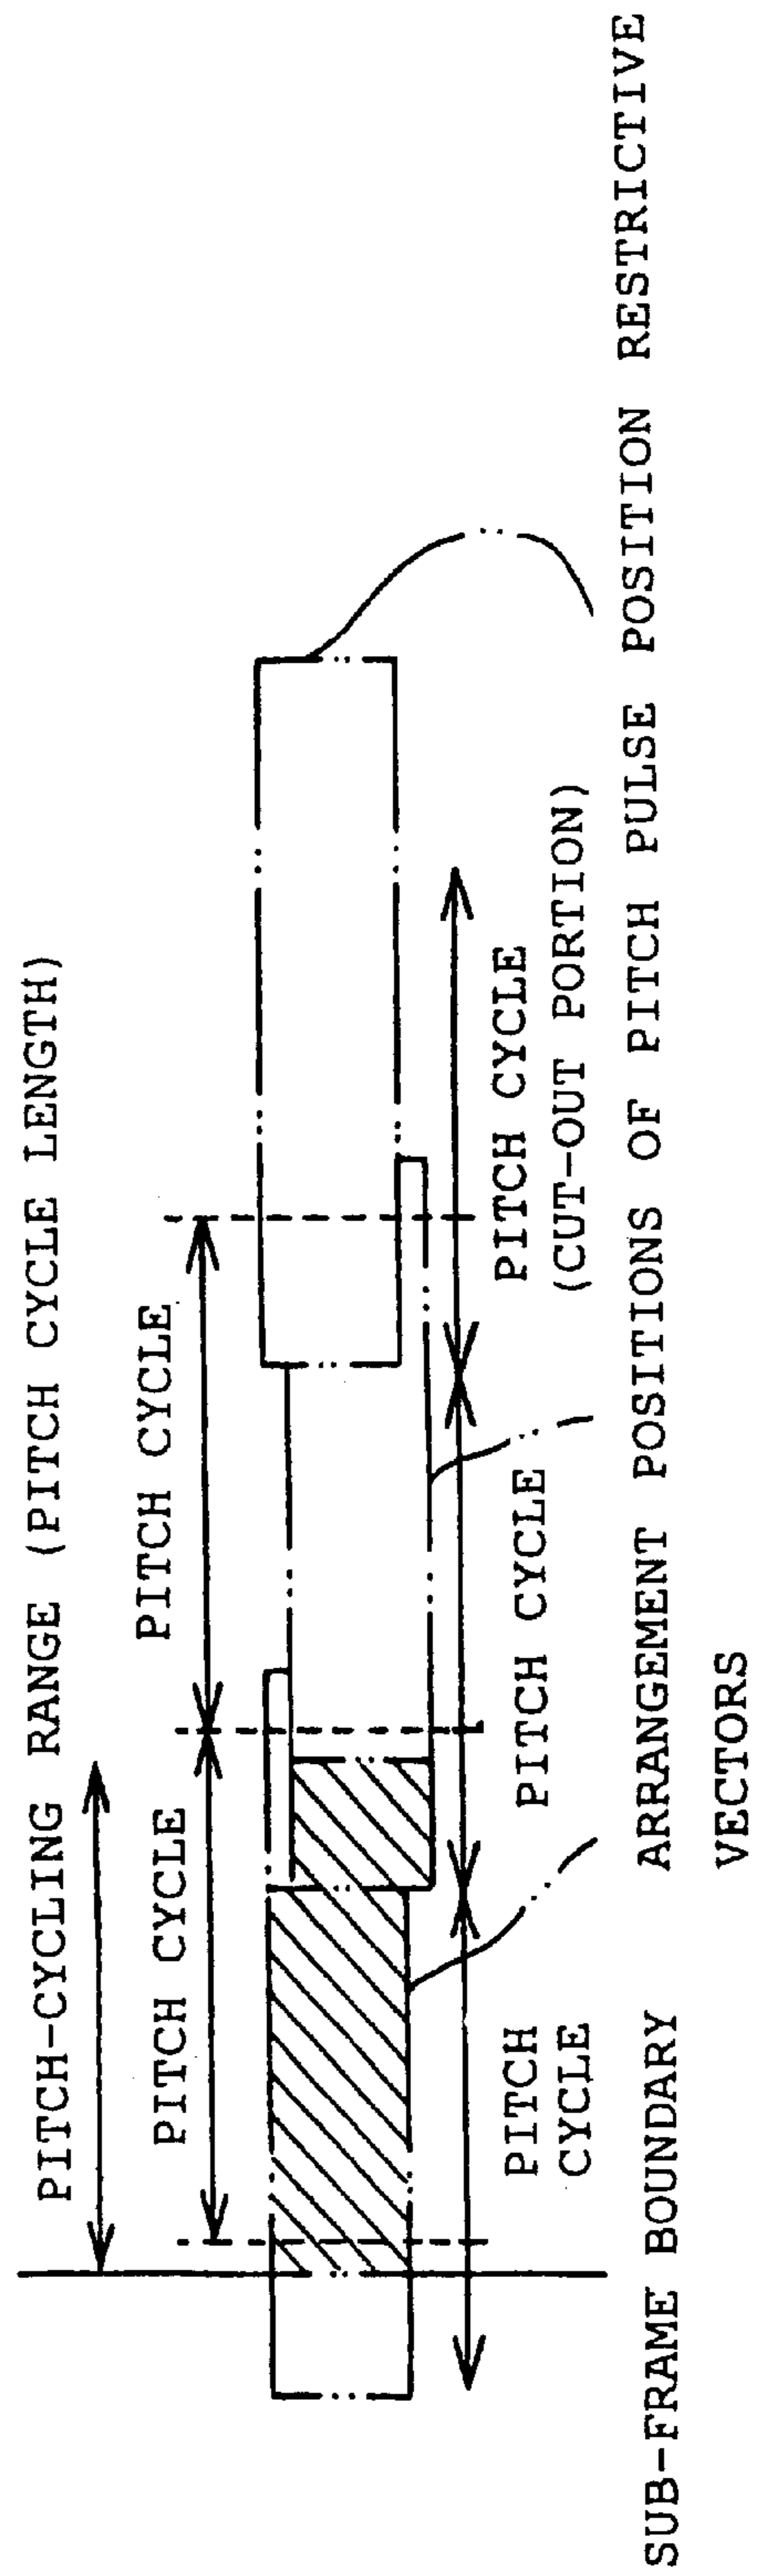 PITCH-CYCLING RANGE (PITCH CYCLE LENGTH)
PITCH CYCLE
PITCH CYCLE
PITCH
CYCLE
PITCH CYCLE
PITCH CYCLE
(CUT-OUT PORTION)
SUB-FRAME BOUNDARY
ARRANGEMENT POSITIONS OF PITCH PULSE POSITION RESTRICTIVE
VECTORS